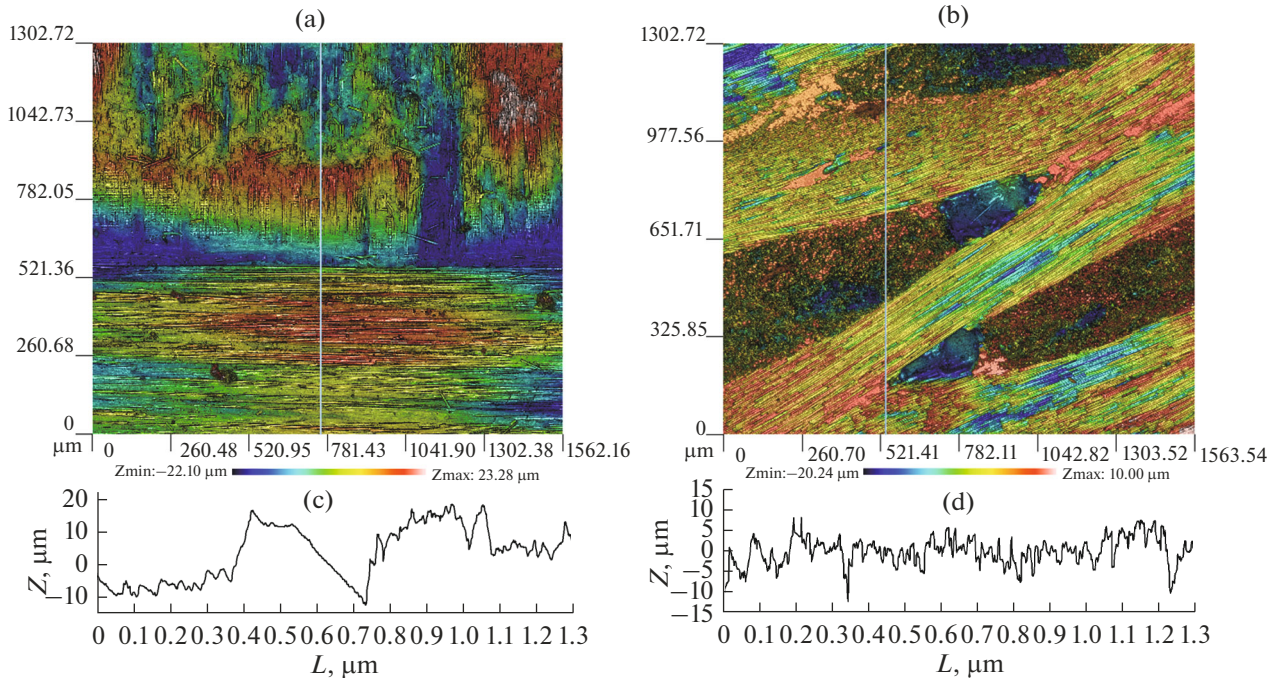 (a)
1302.72
1042.73
782.05
521.36
260.68
0
µm
0 260.48 520.95 781.43 1041.90 1302.38 1562.16
Zmin:−22.10 µm Zmax: 23.28 µm
(b)
1302.72
977.56
651.71
325.85
0
µm
0 260.70 521.41 782.11 1042.82 1303.52 1563.54
Zmin:−20.24 µm Zmax: 10.00 µm
(c)
Z, µm
20
10
0
−10
0 0.1 0.2 0.3 0.4 0.5 0.6 0.7 0.8 0.9 1.0 1.1 1.2 1.3
L, µm
(d)
Z, µm
15
10
5
0
−5
−10
−15
0 0.1 0.2 0.3 0.4 0.5 0.6 0.7 0.8 0.9 1.0 1.1 1.2 1.3
L, µm